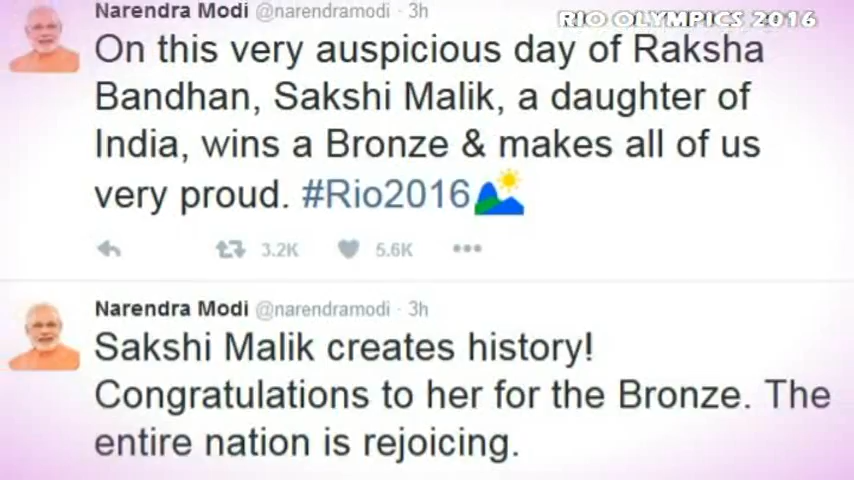 RIO OLYMPICS 2016
Narendra Modi @narendramodi · 3h
On this very auspicious day of Raksha
Bandhan, Sakshi Malik, a daughter of
India, wins a Bronze & makes all of us
very proud. #Rio2016
3.2K 5.6K
Narendra Modi @narendramodi · 3h
Sakshi Malik creates history!
Congratulations to her for the Bronze. The
entire nation is rejoicing.